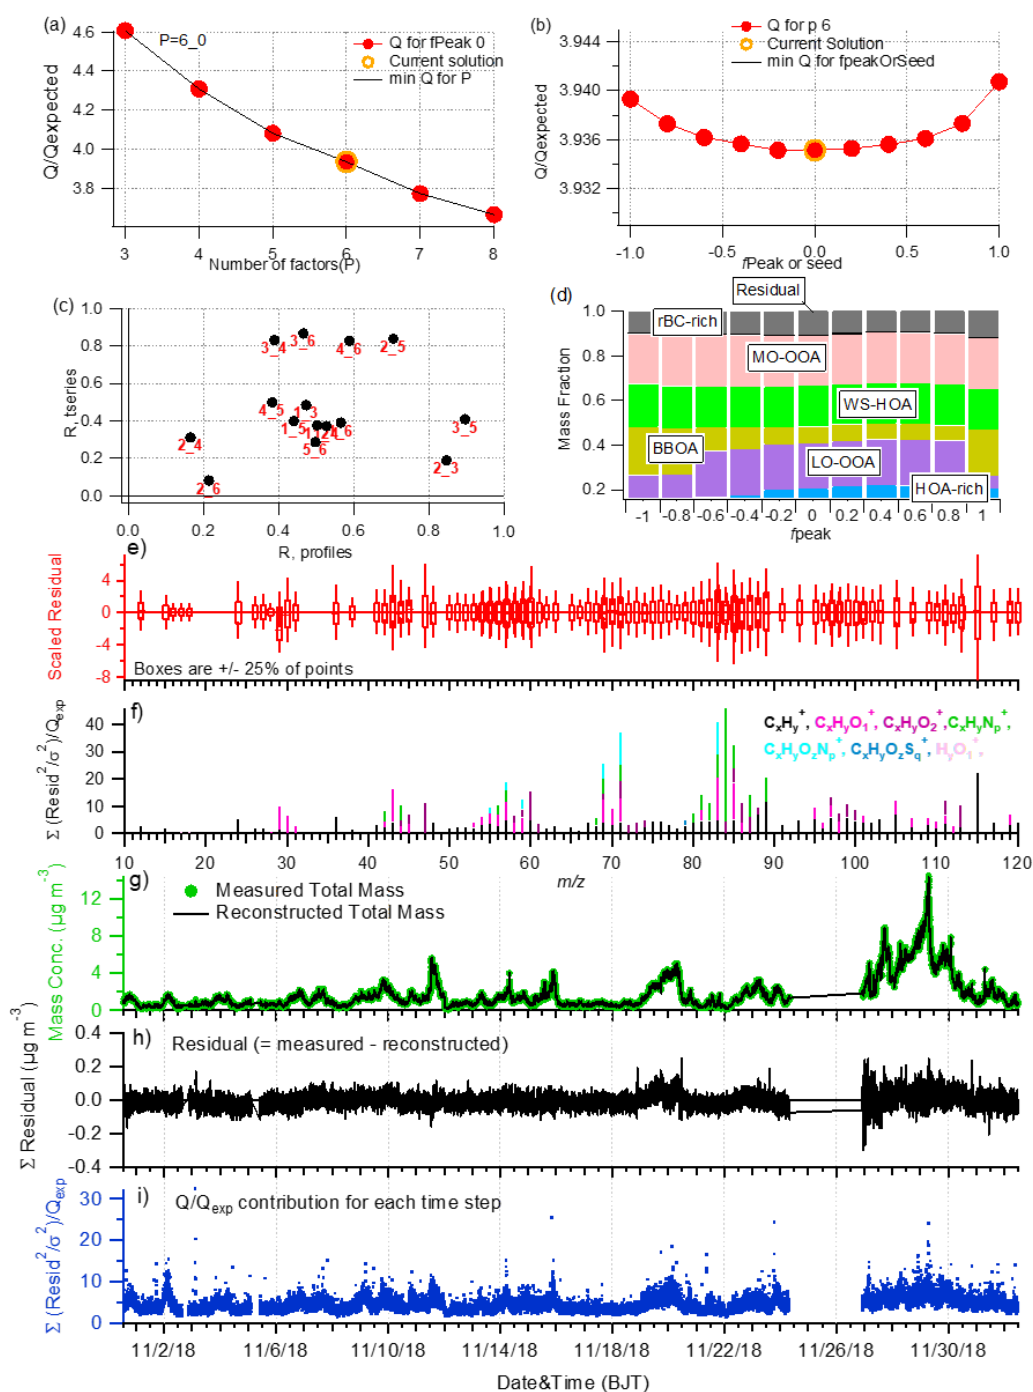 (a)
4.6
4.4
4.2
4.0
3.8
Q/Qexpected
P=6_0
Q for fPeak 0
Current solution
min Q for P
3 4 5 6 7 8
Number of factors(P)
(b)
3.944
3.940
3.936
3.932
Q/Qexpected
Q for p 6
Current Solution
min Q for fpeakOrSeed
-1.0 -0.5 0.0 0.5 1.0
fPeak or seed
(c)
1.0
0.8
0.6
0.4
0.2
0.0
R, tseries
3_4 3_6 4_6 2_5
4_5 1_3
1_5 4_6 3_5
2_4 5_6 2_3
2_6
0.0 0.2 0.4 0.6 0.8 1.0
R, profiles
(d)
Residual
1.0
0.8
0.6
0.4
0.2
Mass Fraction
rBC-rich
MO-OOA
WS-HOA
BBOA
LO-OOA
HOA-rich
-1 -0.8 -0.6 -0.4 -0.2 0 0.2 0.4 0.6 0.8 1
fpeak
e)
4
0
-4
-8
Scaled Residual
Boxes are +/- 25% of points
f)
40
30
20
10
0
Σ (Resid²/σ²)/Qexp
CxHy⁺, CxHyO1⁺, CxHyO2⁺, CxHyNp⁺,
CxHyOzNp⁺, CxHyOzSq⁺, HyO1⁺,
10 20 30 40 50 60 70 80 90 100 110 120
m/z
g)
Measured Total Mass
Reconstructed Total Mass
12
8
4
0
Mass Conc. (µg m⁻³)
h)
Residual (= measured - reconstructed)
0.4
0.2
0.0
-0.2
-0.4
Σ Residual (µg m⁻³)
i)
Q/Qexp contribution for each time step
30
20
10
0
Σ (Resid²/σ²)/Qexp
11/2/18 11/6/18 11/10/18 11/14/18 11/18/18 11/22/18 11/26/18 11/30/18
Date&Time (BJT)